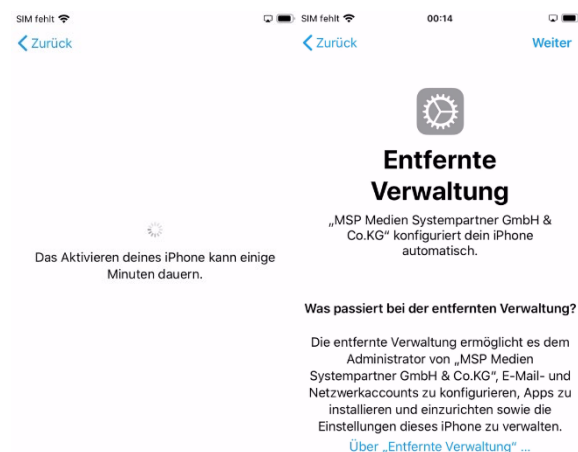 SIM fehlt
Zurück
Das Aktivieren deines iPhone kann einige
Minuten dauern.
SIM fehlt 00:14
Zurück Weiter
Entfernte
Verwaltung
„MSP Medien Systempartner GmbH &
Co.KG“ konfiguriert dein iPhone
automatisch.
Was passiert bei der entfernten Verwaltung?
Die entfernte Verwaltung ermöglicht es dem
Administrator von „MSP Medien
Systempartner GmbH & Co.KG“, E-Mail- und
Netzwerkaccounts zu konfigurieren, Apps zu
installieren und einzurichten sowie die
Einstellungen dieses iPhone zu verwalten.
Über „Entfernte Verwaltung“ ...